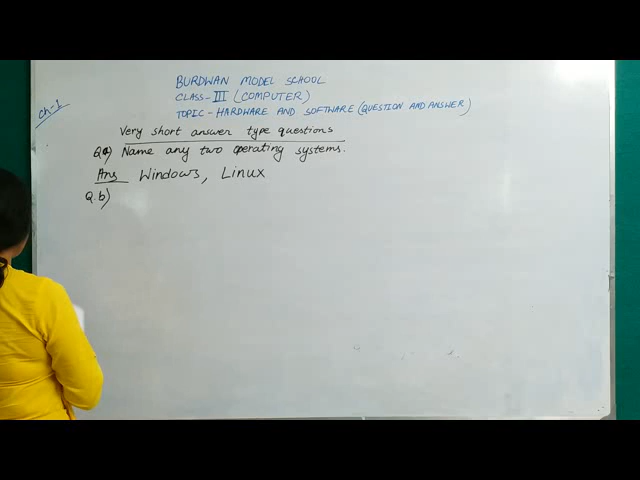 BURDWAN MODEL SCHOOL
Ch-1
CLASS-III (COMPUTER)
TOPIC-HARDWARE AND SOFTWARE (QUESTION AND ANSWER)
Very short answer type questions
Q.a) Name any two operating systems.
Ans Windows, Linux
Q.b)